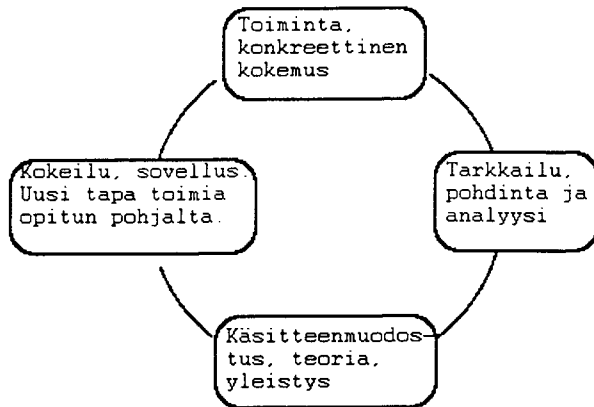 Toiminta,
konkreettinen
kokemus
Kokeilu, sovellus.
Uusi tapa toimia
opitun pohjalta.
Tarkkailu,
pohdinta ja
analyysi
Käsitteenmuodos-
tus, teoria,
yleistys